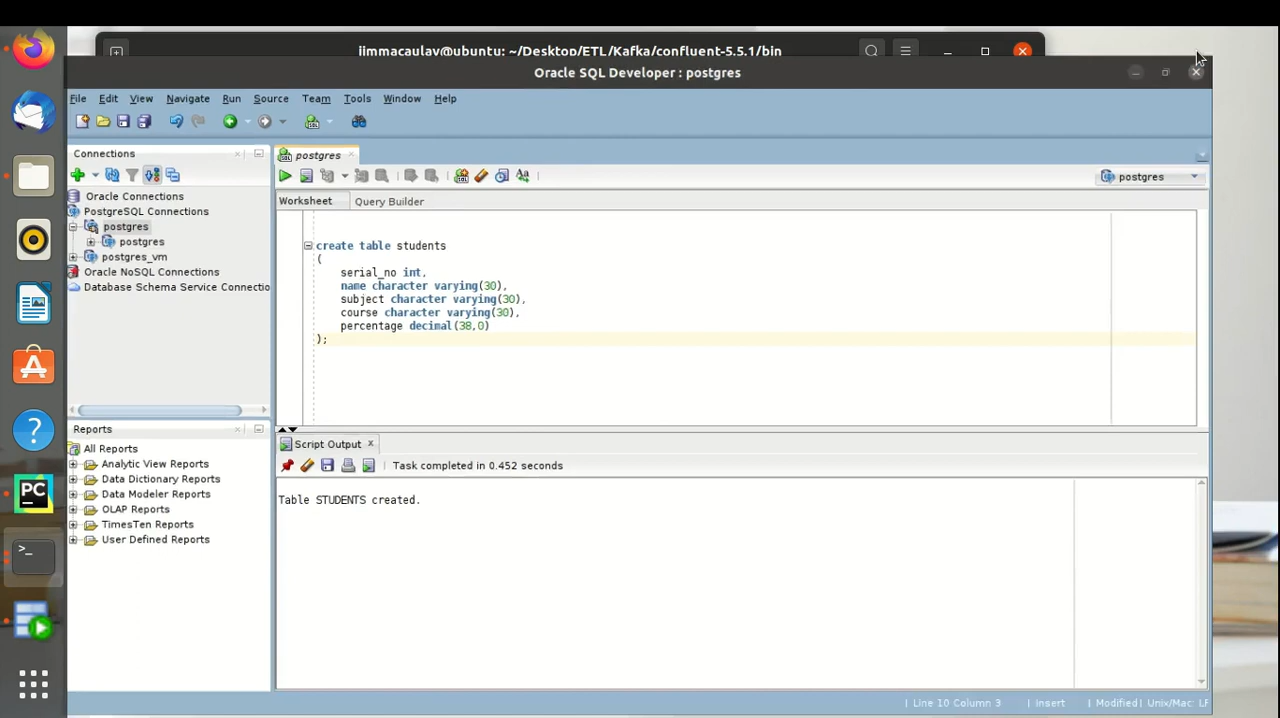 iimmacaulav@ubuntu: ~/Desktop/ETL/Kafka/confluent-5.5.1/bin
Oracle SQL Developer : postgres
File Edit View Navigate Run Source Team Tools Window Help
Connections
Oracle Connections
PostgreSQL Connections
postgres
postgres
postgres_vm
Oracle NoSQL Connections
Database Schema Service Connectio
Reports
All Reports
Analytic View Reports
Data Dictionary Reports
Data Modeler Reports
OLAP Reports
TimesTen Reports
User Defined Reports
postgres
postgres
Worksheet Query Builder
create table students
(
serial_no int,
name character varying(30),
subject character varying(30),
course character varying(30),
percentage decimal(38,0)
);
Script Output
Task completed in 0.452 seconds
Table STUDENTS created.
Line 10 Column 3 | Insert | Modified | Unix/Mac: LF
PC
>_
?